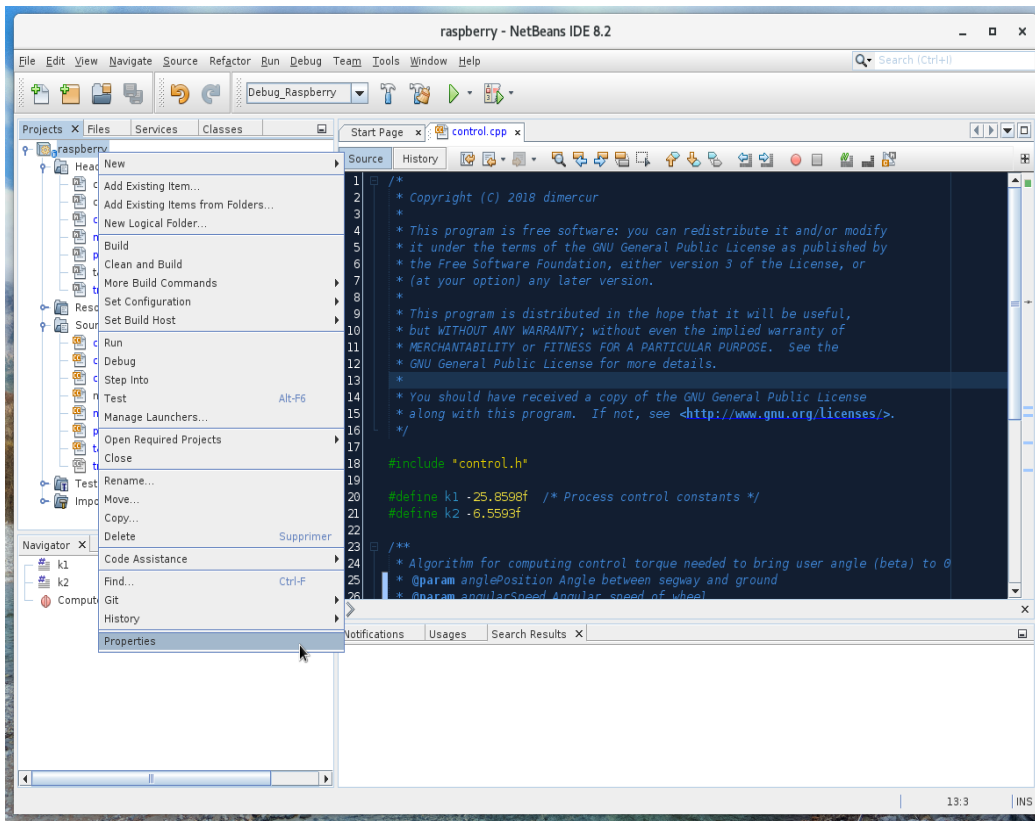 raspberry - NetBeans IDE 8.2
File Edit View Navigate Source Refactor Run Debug Team Tools Window Help
Search (Ctrl+I)
Debug_Raspberry
Projects Files Services Classes
Start Page control.cpp
raspberry
Source History
New
Add Existing Item...
Add Existing Items from Folders...
New Logical Folder...
Build
Clean and Build
More Build Commands
Set Configuration
Set Build Host
Run
Debug
Step Into
Test Alt-F6
Manage Launchers...
Open Required Projects
Close
Rename...
Move...
Copy...
Delete Supprimer
Code Assistance
Find... Ctrl-F
Git
History
Properties
Navigator
k1
k2
1 /*
2 * Copyright (C) 2018 dimercur
3 *
4 * This program is free software: you can redistribute it and/or modify
5 * it under the terms of the GNU General Public License as published by
6 * the Free Software Foundation, either version 3 of the License, or
7 * (at your option) any later version.
8 *
9 * This program is distributed in the hope that it will be useful,
10 * but WITHOUT ANY WARRANTY; without even the implied warranty of
11 * MERCHANTABILITY or FITNESS FOR A PARTICULAR PURPOSE. See the
12 * GNU General Public License for more details.
13 *
14 * You should have received a copy of the GNU General Public License
15 * along with this program. If not, see <http://www.gnu.org/licenses/>.
16 */
17
18 #include "control.h"
19
20 #define k1 -25.8598f /* Process control constants */
21 #define k2 -6.5593f
22
23 /**
24 * Algorithm for computing control torque needed to bring user angle (beta) to 0
25 * @param anglePosition Angle between segway and ground
26 * @param angularSpeed Angular speed of wheel
Notifications Usages Search Results
13:3 INS